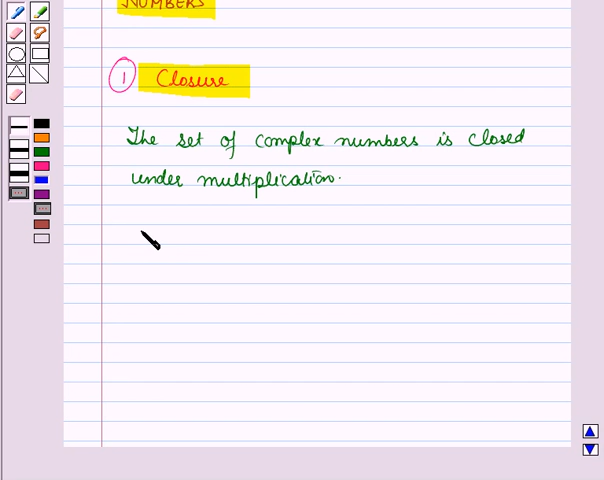 NUMBERS
1 Closure
The set of complex numbers is closed
under multiplication.